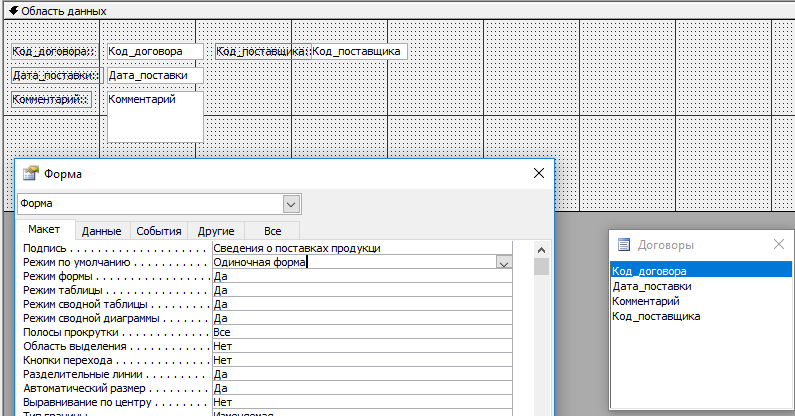 Область данных
Код_договора:: Код_договора Код_поставщика:: Код_поставщика
Дата_поставки:: Дата_поставки
Комментарий:: Комментарий
Форма
Форма
Макет Данные События Другие Все
Подпись . . . . . . . . . . . . . . . . . . . . Сведения о поставках продукци
Режим по умолчанию . . . . . . . . . . Одиночная форма
Режим формы . . . . . . . . . . . . . . . . Да
Режим таблицы . . . . . . . . . . . . . . . Да
Режим сводной таблицы . . . . . . . . Да
Режим сводной диаграммы . . . . . . . Да
Полосы прокрутки . . . . . . . . . . . . . Все
Область выделения . . . . . . . . . . . . Нет
Кнопки перехода . . . . . . . . . . . . . . Нет
Разделительные линии . . . . . . . . . . Да
Автоматический размер . . . . . . . . . Да
Выравнивание по центру . . . . . . . . Нет
Тип границы . . . . . . . . . . . . . . . . . Изменяемая
Договоры
Код_договора
Дата_поставки
Комментарий
Код_поставщика